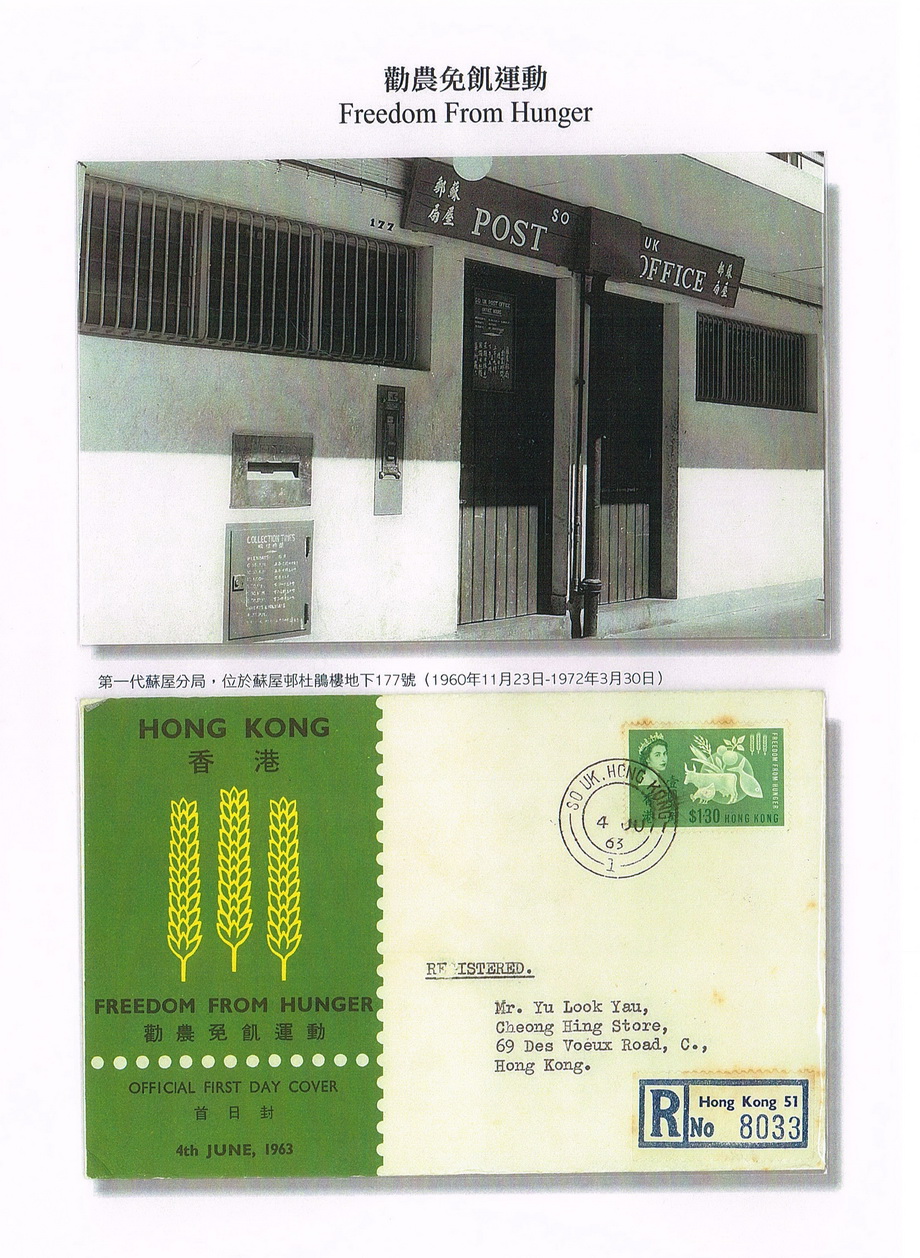 勸農免飢運動
Freedom From Hunger
郵蘇
局屋
SO
POST
177
UK
OFFICE
郵蘇
局屋
SO UK POST OFFICE
COLLECTION TIMES
第一代蘇屋分局，位於蘇屋邨杜鵑樓地下177號（1960年11月23日-1972年3月30日）
HONG KONG
香港
FREEDOM FROM HUNGER
勸農免飢運動
OFFICIAL FIRST DAY COVER
首日封
4th JUNE, 1963
FREEDOM FROM HUNGER
$1.30 HONG KONG
SO UK. HONG KONG
4 JU
63
1
REGISTERED.
Mr. Yu Look Yau,
Cheong Hing Store,
69 Des Voeux Road, C.,
Hong Kong.
R
Hong Kong 51
No 8033